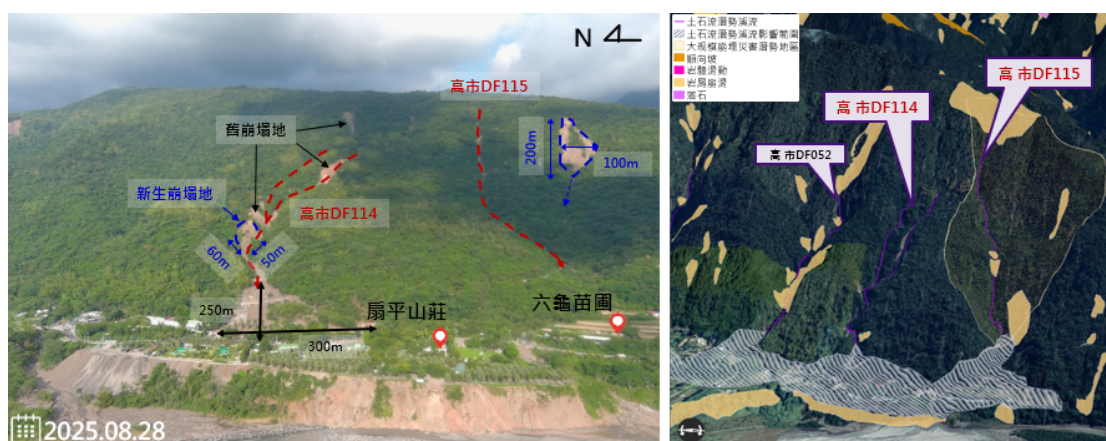 N
高市DF115
舊崩塌地
200m
100m
新生崩塌地
高市DF114
60m
50m
250m
扇平山莊
六龜苗圃
300m
2025.08.28
土石流潛勢溪流
土石流潛勢溪流影響範圍
大規模崩塌災害潛勢地區
順向坡
岩體滑動
岩屑崩滑
落石
高市DF115
高市DF114
高市DF052